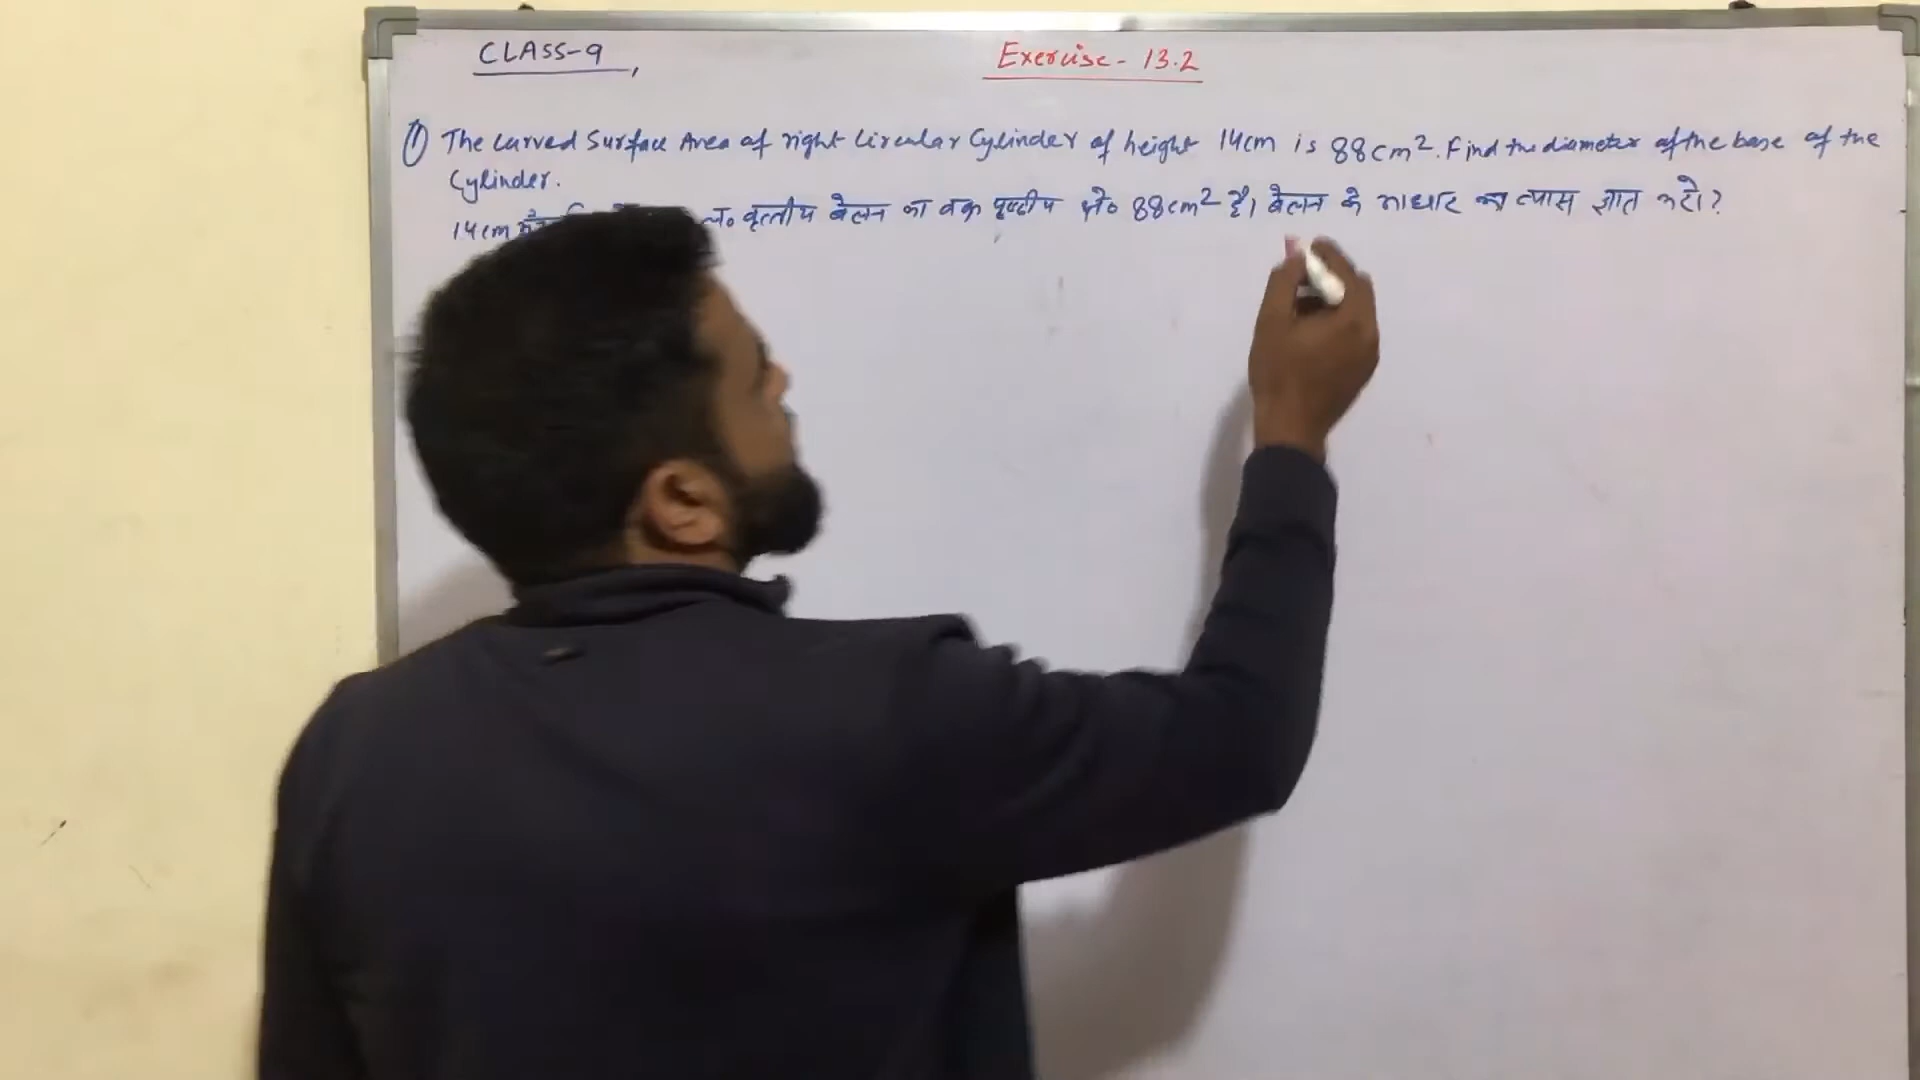 CLASS-9,
Exercise - 13.2
① The Curved Surface Area of right Circular Cylinder of height 14cm is 88cm². Find the diameter of the base of the
Cylinder.
14cm ल० वृत्तीय बेलन का वक्र पृष्ठीय क्षे० 88cm² है। बेलन के आधार का व्यास ज्ञात करो?